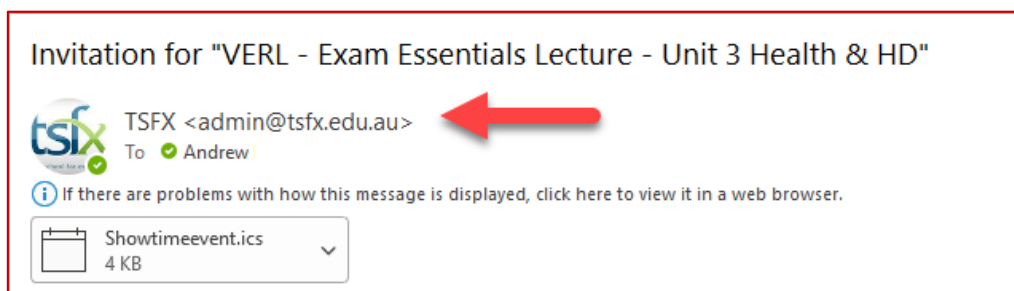 Invitation for "VERL - Exam Essentials Lecture - Unit 3 Health & HD"
tsfx
TSFX <admin@tsfx.edu.au>
To Andrew
If there are problems with how this message is displayed, click here to view it in a web browser.
Showtimeevent.ics
4 KB